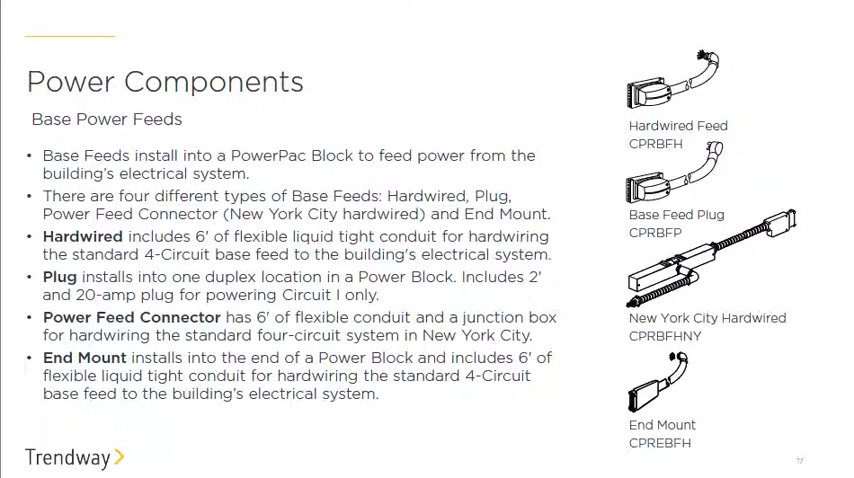 Power Components
Base Power Feeds
• Base Feeds install into a PowerPac Block to feed power from the
building's electrical system.
• There are four different types of Base Feeds: Hardwired, Plug,
Power Feed Connector (New York City hardwired) and End Mount.
• Hardwired includes 6' of flexible liquid tight conduit for hardwiring
the standard 4-Circuit base feed to the building's electrical system.
• Plug installs into one duplex location in a Power Block. Includes 2'
and 20-amp plug for powering Circuit I only.
• Power Feed Connector has 6' of flexible conduit and a junction box
for hardwiring the standard four-circuit system in New York City.
• End Mount installs into the end of a Power Block and includes 6' of
flexible liquid tight conduit for hardwiring the standard 4-Circuit
base feed to the building's electrical system.
Hardwired Feed
CPRBFH
Base Feed Plug
CPRBFP
New York City Hardwired
CPRBFHNY
End Mount
CPREBFH
Trendway